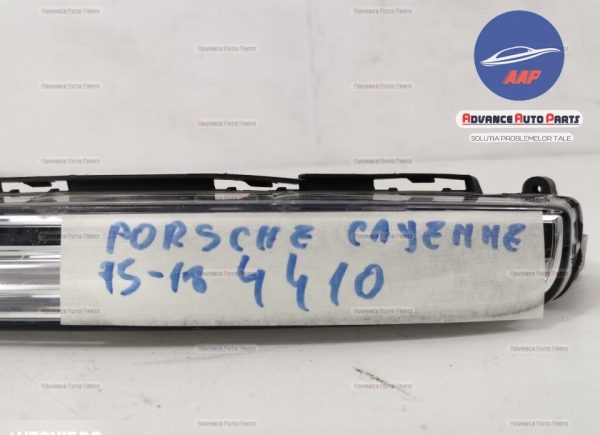 AAP
ADVANCE AUTO PARTS
SOLUTIA PROBLEMELOR TALE
PORSCHE CAYENNE
15-18 4410